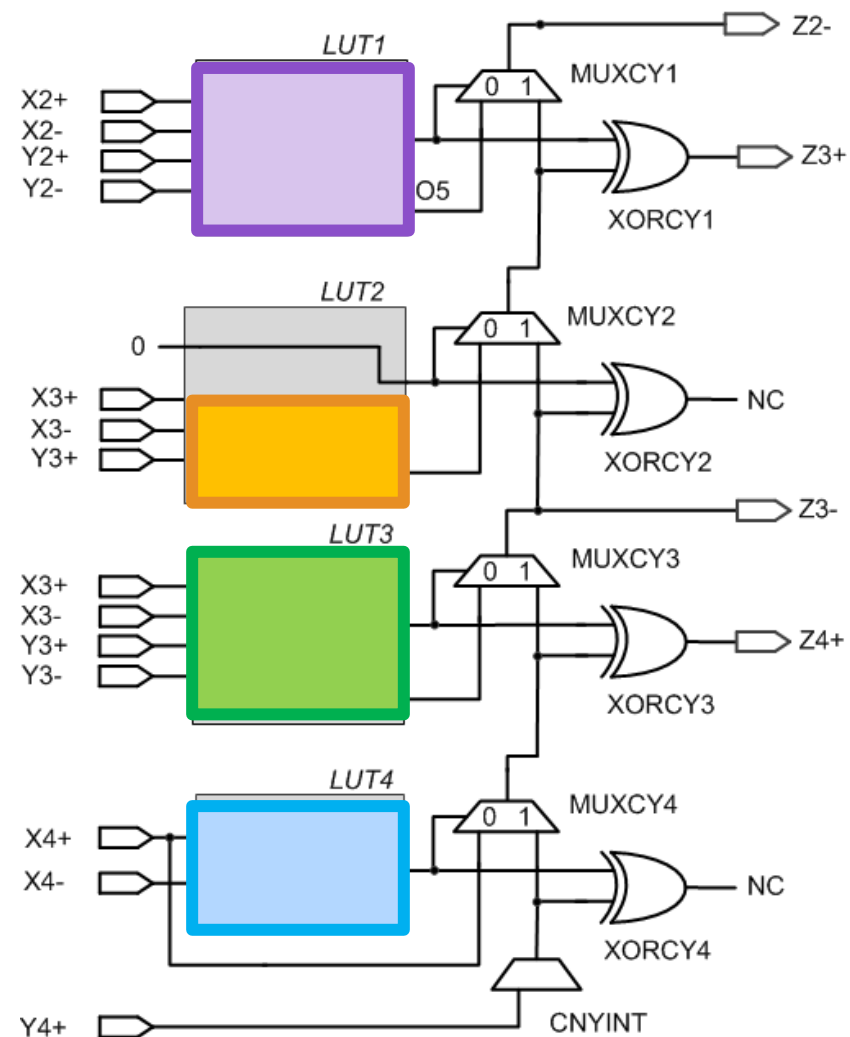 Z2-
LUT1
MUXCY1
0 1
X2+
X2-
Y2+
Y2-
Z3+
O5
XORCY1
LUT2
MUXCY2
0 1
0
X3+
X3-
Y3+
NC
XORCY2
Z3-
LUT3
MUXCY3
0 1
X3+
X3-
Y3+
Y3-
Z4+
XORCY3
LUT4
MUXCY4
0 1
X4+
X4-
NC
XORCY4
Y4+
CNYINT